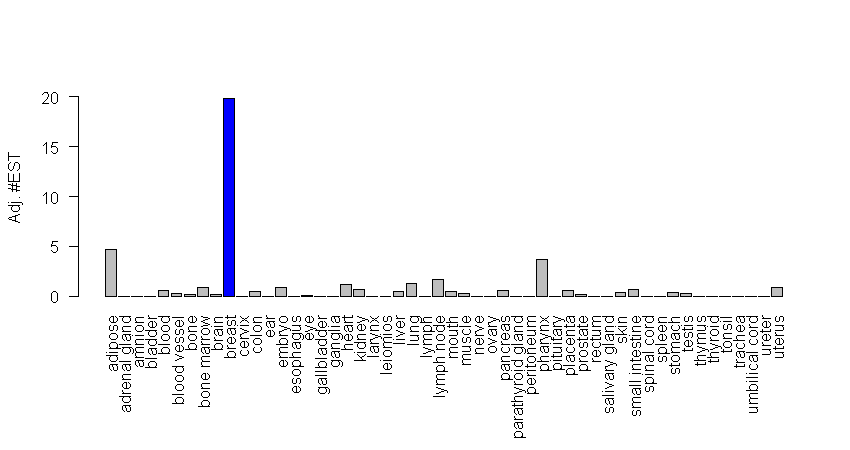 Adj. #EST
20
15
10
5
0
adipose
adrenal gland
amnion
bladder
blood
blood vessel
bone
bone marrow
brain
breast
cervix
colon
ear
embryo
esophagus
eye
gallbladder
ganglia
heart
kidney
larynx
leiomios
liver
lung
lymph
lymph node
mouth
muscle
nerve
ovary
pancreas
parathyroid gland
peritoneum
pharynx
pituitary
placenta
prostate
rectum
salivary gland
skin
small intestine
spinal cord
spleen
stomach
testis
thymus
thyroid
tonsil
trachea
umbilical cord
ureter
uterus